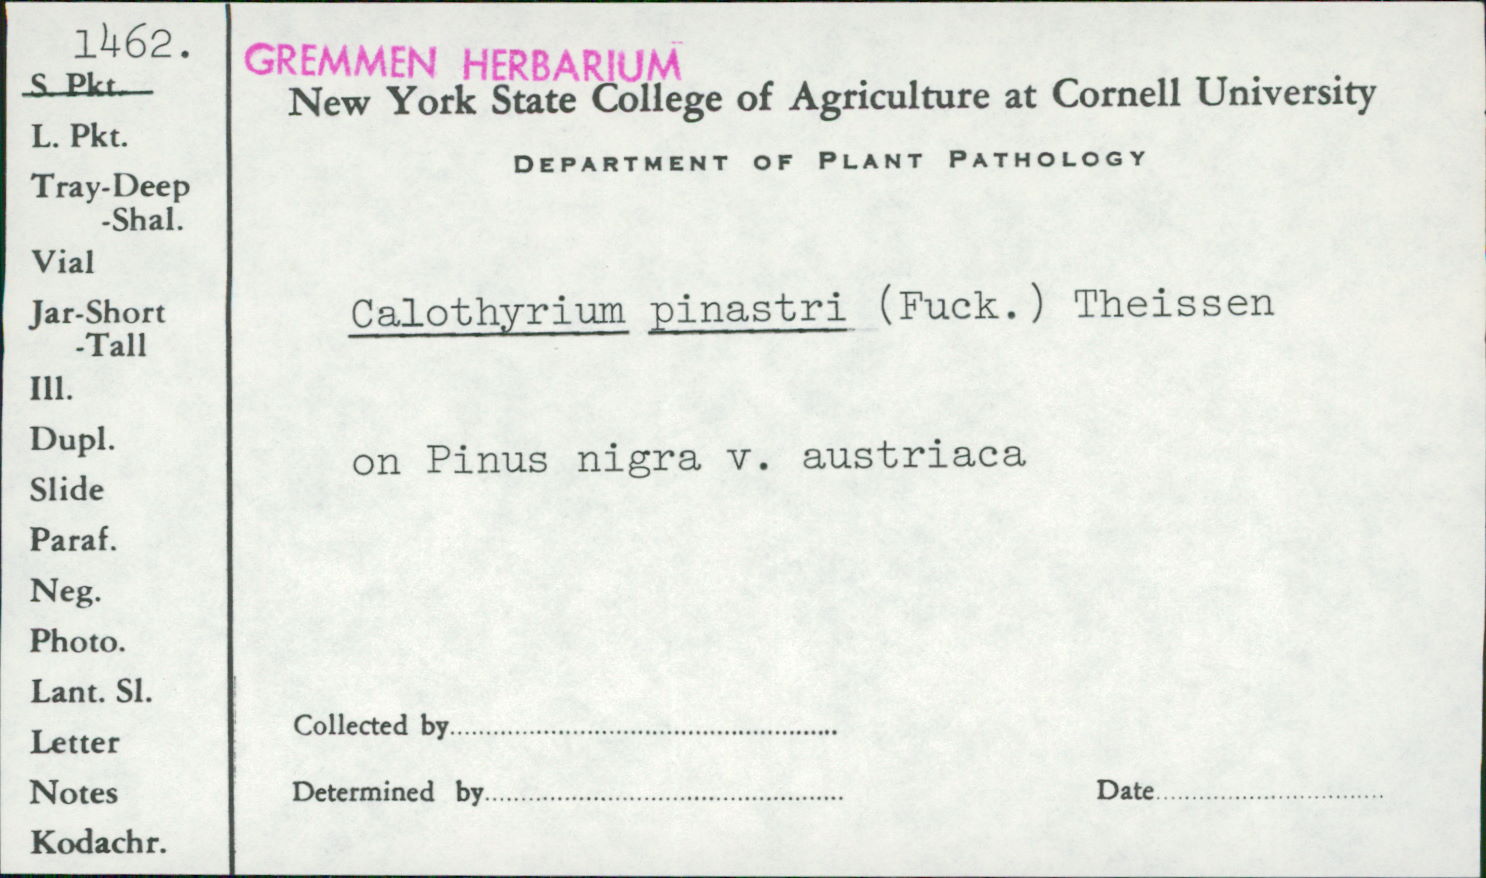 1462.
S. Pkt.
L. Pkt.
Tray-Deep
-Shal.
Vial
Jar-Short
-Tall
Ill.
Dupl.
Slide
Paraf.
Neg.
Photo.
Lant. Sl.
Letter
Notes
Kodachr.
GREMMEN HERBARIUM
New York State College of Agriculture at Cornell University
DEPARTMENT OF PLANT PATHOLOGY
Calothyrium pinastri (Fuck.) Theissen
on Pinus nigra v. austriaca
Collected by
Determined by
Date